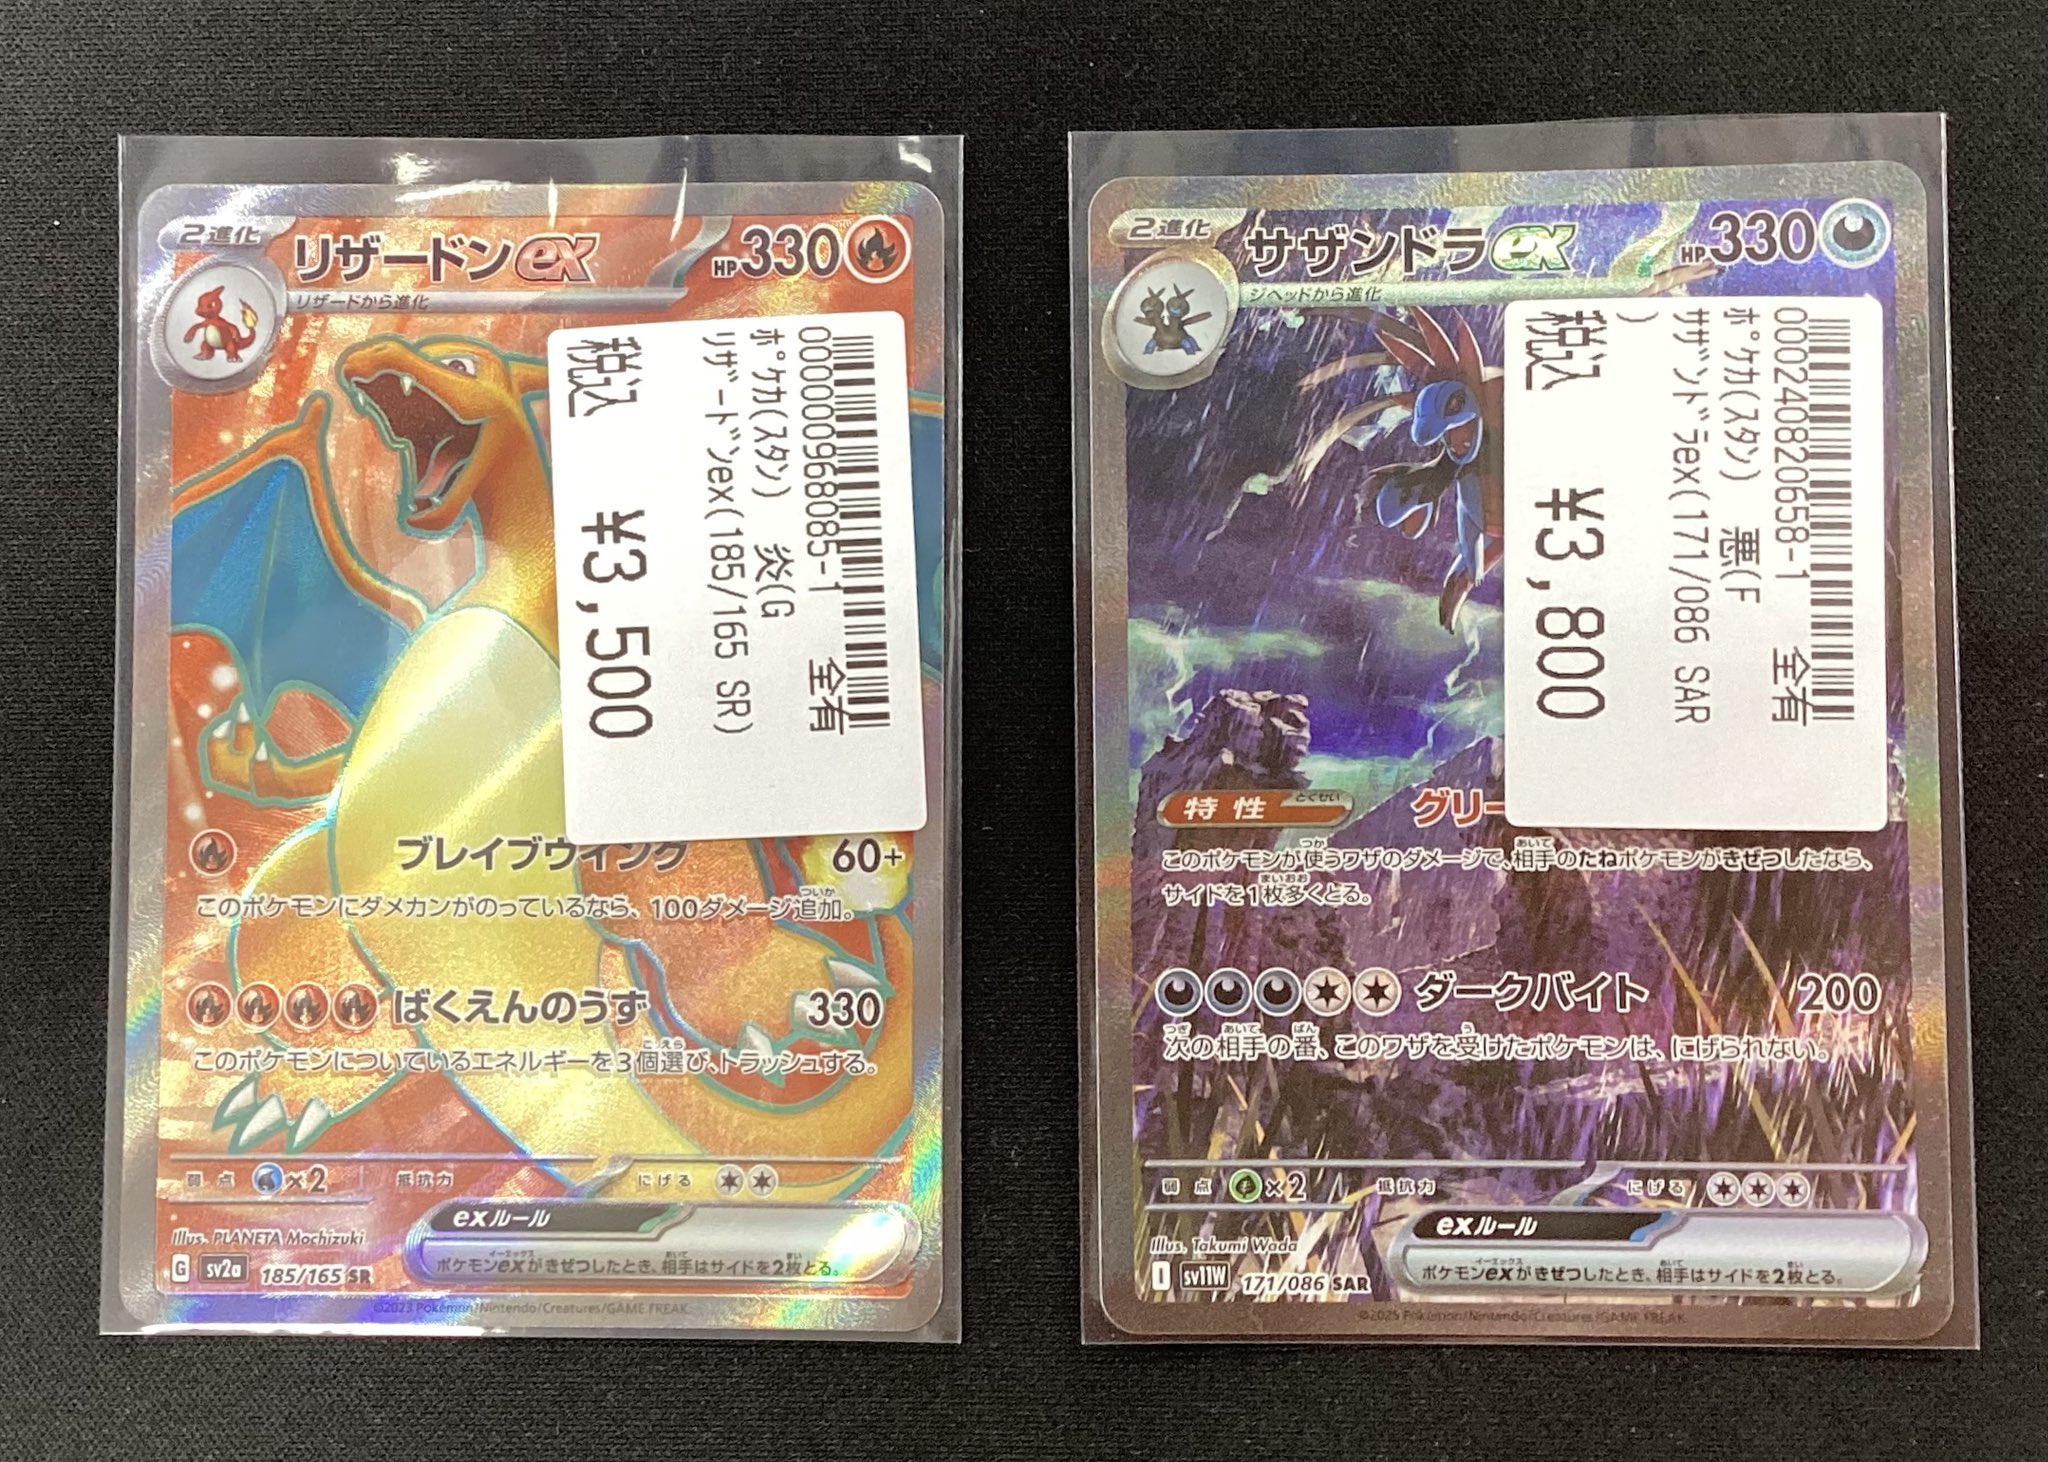 2進化
リザードンex
HP330
リザードから進化
0000009680​85-1
全有
ポケカ(スタン) 炎(G
リザードンex(185/165 SR)
税込 ¥3,500
ブレイブウイング 60+
このポケモンにダメカンがのっているなら、100ダメージ追加。
ばくえんのうず 330
このポケモンについているエネルギーを3個選び、トラッシュする。
弱点 ×2 抵抗力 にげる
Illus. PLANETA Mochizuki
exルール
ポケモンexがきぜつしたとき、相手はサイドを2枚とる。
G sv2a 185/165 SR
©2023 Pokémon/Nintendo/Creatures/GAME FREAK
2進化
サザンドラex
HP330
ジヘッドから進化
000240820658-1
全有
ポケカ(スタン) 悪(F
サザンドラex(171/086 SAR
)
税込 ¥3,800
特性 とくせい
グリー
このポケモンが使うワザのダメージで、相手のたねポケモンがきぜつしたなら、
サイドを1枚多くとる。
ダークバイト 200
次の相手の番、このワザを受けたポケモンは、にげられない。
弱点 ×2 抵抗力 にげる
Illus. Takumi Wada
exルール
ポケモンexがきぜつしたとき、相手はサイドを2枚とる。
I sv11W 171/086 SAR
©2025 Pokémon/Nintendo/Creatures/GAME FREAK